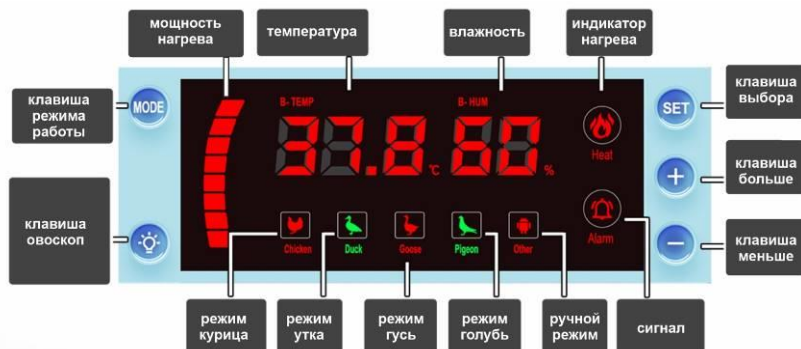 мощность
нагрева
температура
влажность
индикатор
нагрева
клавиша
режима
работы
MODE
B- TEMP
B- HUM
SET
клавиша
выбора
37.8 °C
60 %
Heat
клавиша
больше
+
клавиша
овоскоп
Alarm
−
клавиша
меньше
Chicken
Duck
Goose
Pigeon
Other
режим
курица
режим
утка
режим
гусь
режим
голубь
ручной
режим
сигнал